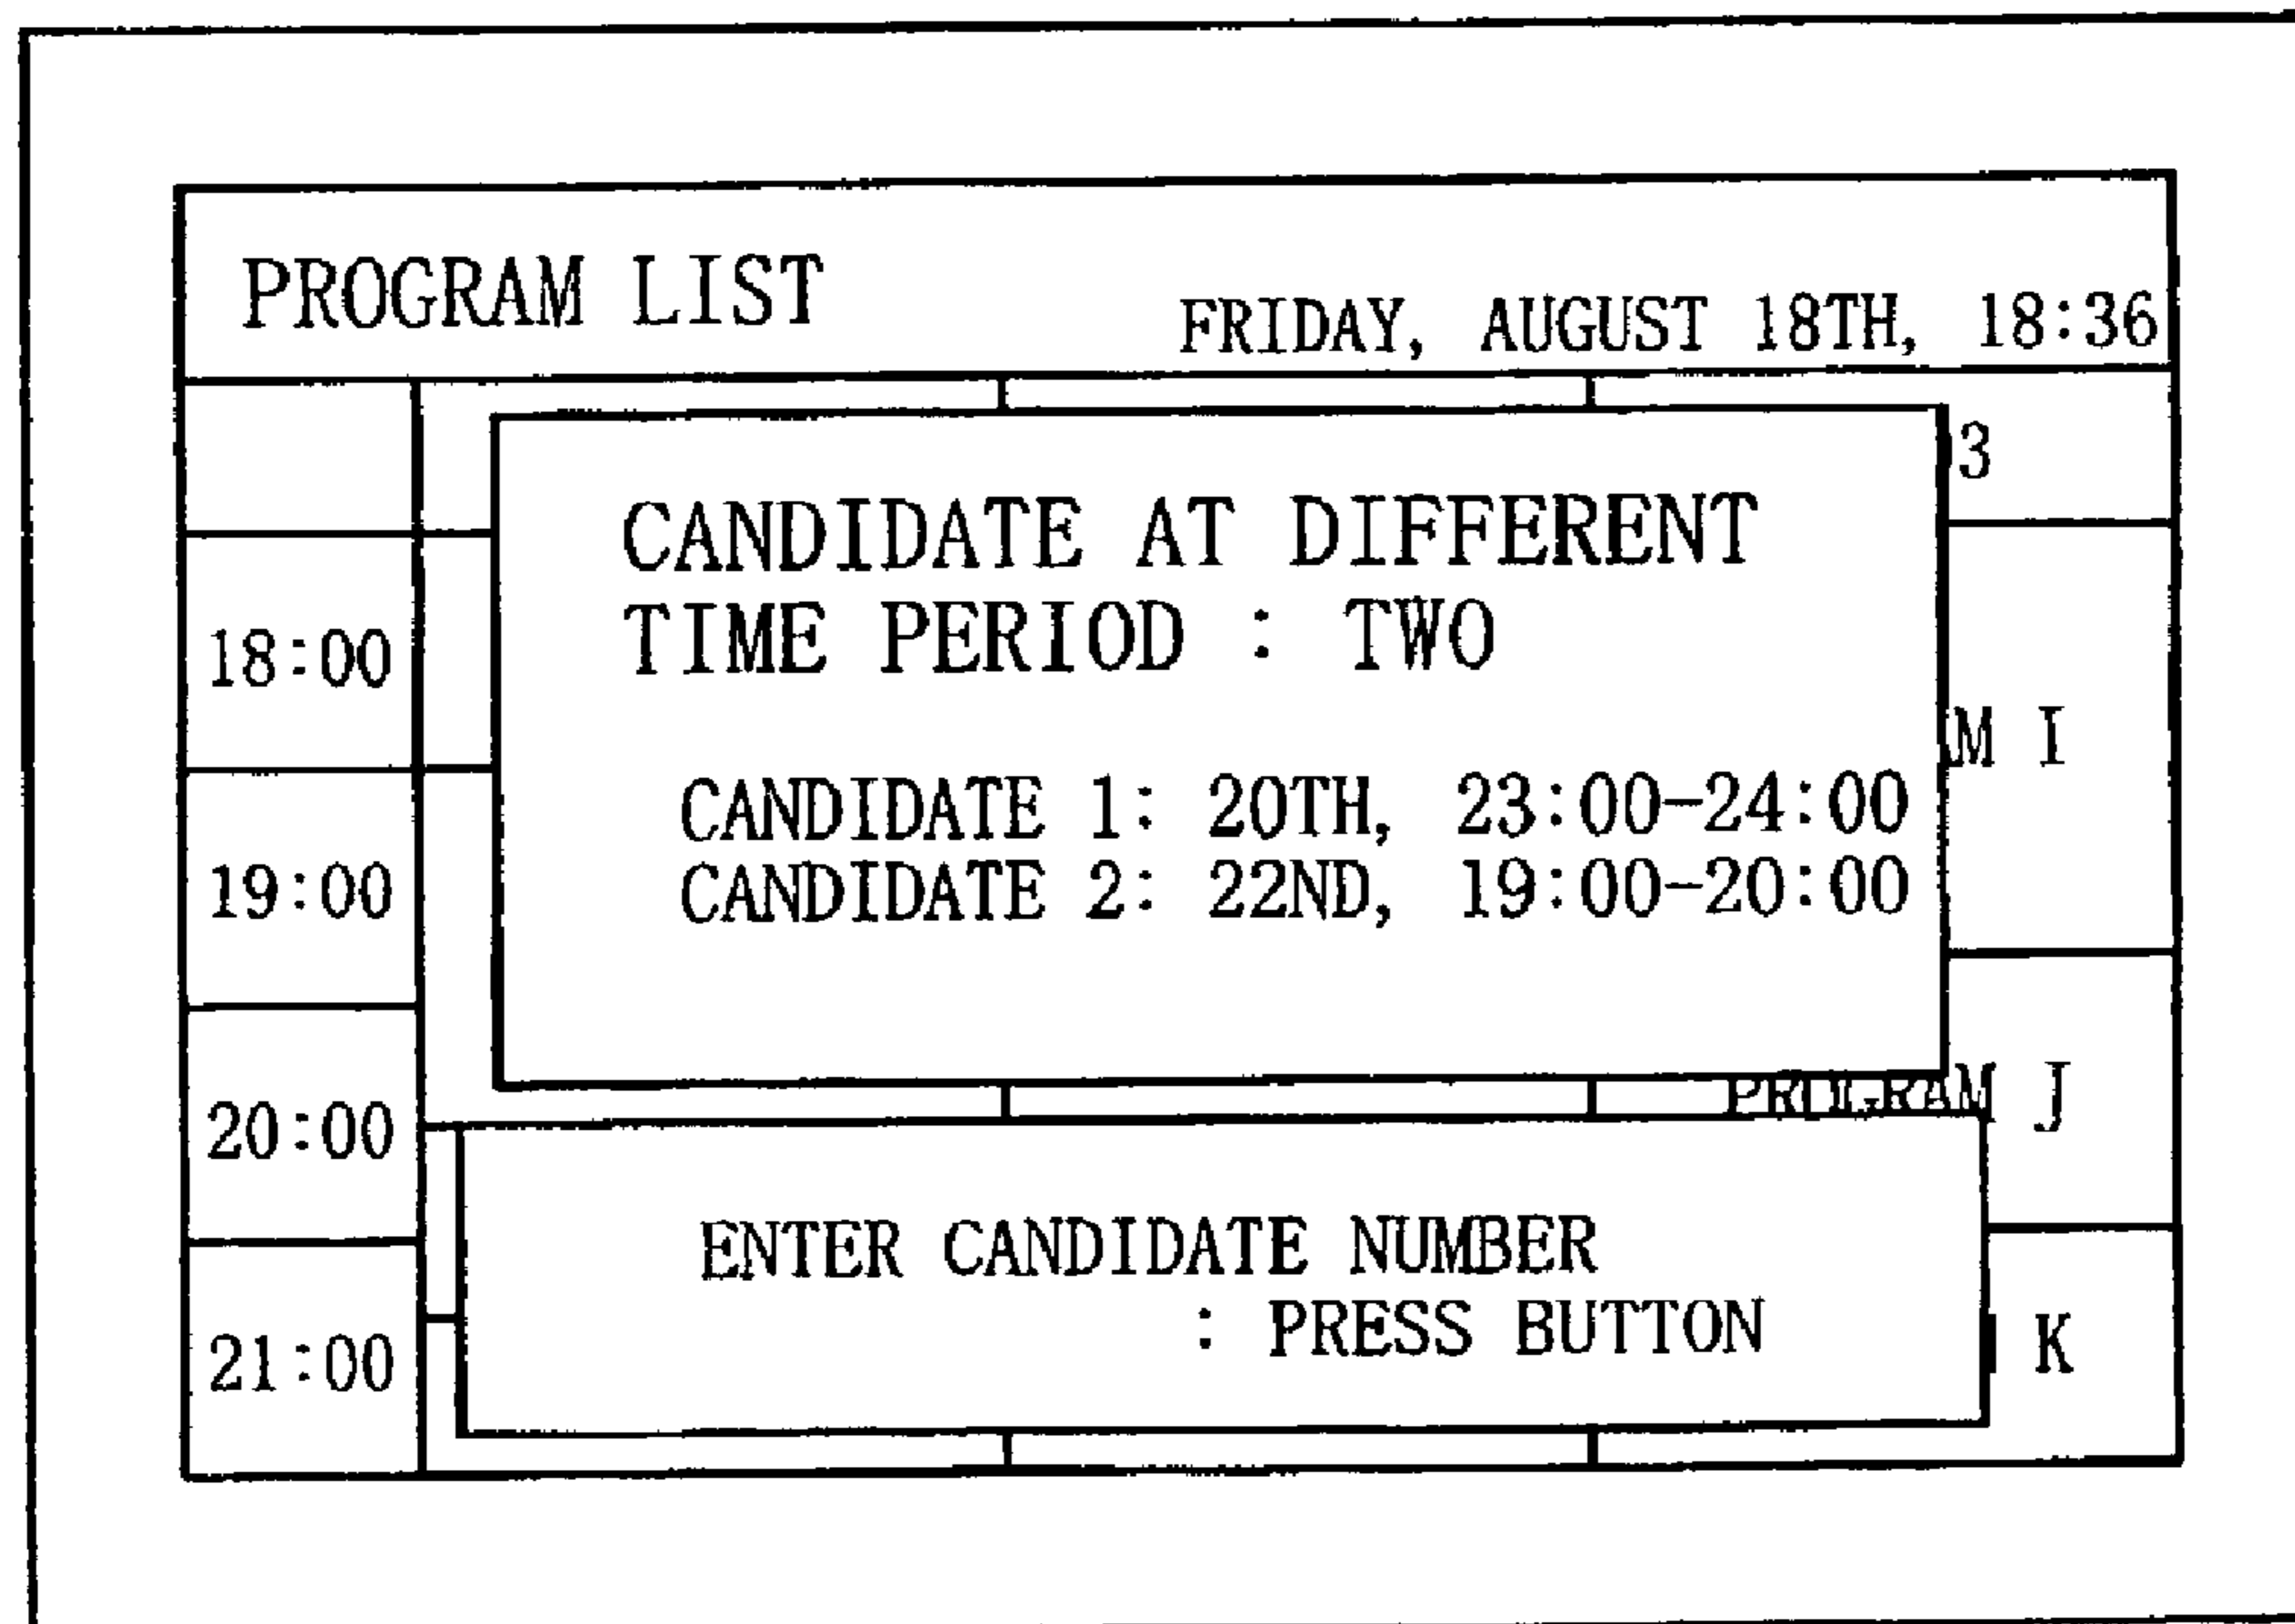 PROGRAM LIST
FRIDAY, AUGUST 18TH, 18:36
3
CANDIDATE AT DIFFERENT
TIME PERIOD : TWO
18:00
M I
CANDIDATE 1: 20TH, 23:00-24:00
CANDIDATE 2: 22ND, 19:00-20:00
19:00
PROGRAM J
20:00
ENTER CANDIDATE NUMBER
: PRESS BUTTON
21:00
K